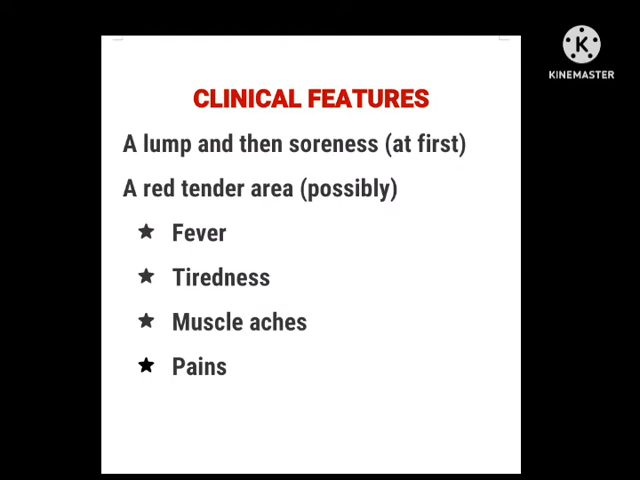 CLINICAL FEATURES
A lump and then soreness (at first)
A red tender area (possibly)
★ Fever
★ Tiredness
★ Muscle aches
★ Pains
K
KINEMASTER